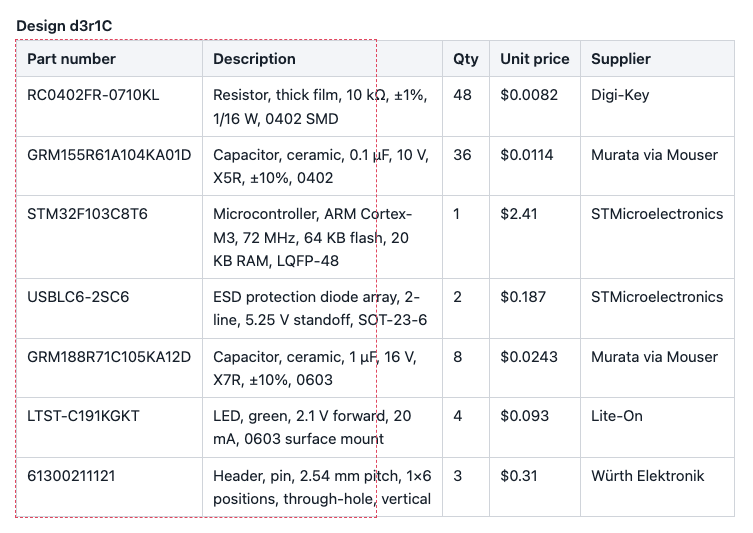 Design d3r1C
Part number Description Qty Unit price Supplier
RC0402FR-0710KL Resistor, thick film, 10 kΩ, ±1%, 48 $0.0082 Digi-Key
1/16 W, 0402 SMD
GRM155R61A104KA01D Capacitor, ceramic, 0.1 µF, 10 V, 36 $0.0114 Murata via Mouser
X5R, ±10%, 0402
STM32F103C8T6 Microcontroller, ARM Cortex- 1 $2.41 STMicroelectronics
M3, 72 MHz, 64 KB flash, 20
KB RAM, LQFP-48
USBLC6-2SC6 ESD protection diode array, 2- 2 $0.187 STMicroelectronics
line, 5.25 V standoff, SOT-23-6
GRM188R71C105KA12D Capacitor, ceramic, 1 µF, 16 V, 8 $0.0243 Murata via Mouser
X7R, ±10%, 0603
LTST-C191KGKT LED, green, 2.1 V forward, 20 4 $0.093 Lite-On
mA, 0603 surface mount
61300211121 Header, pin, 2.54 mm pitch, 1×6 3 $0.31 Würth Elektronik
positions, through-hole, vertical